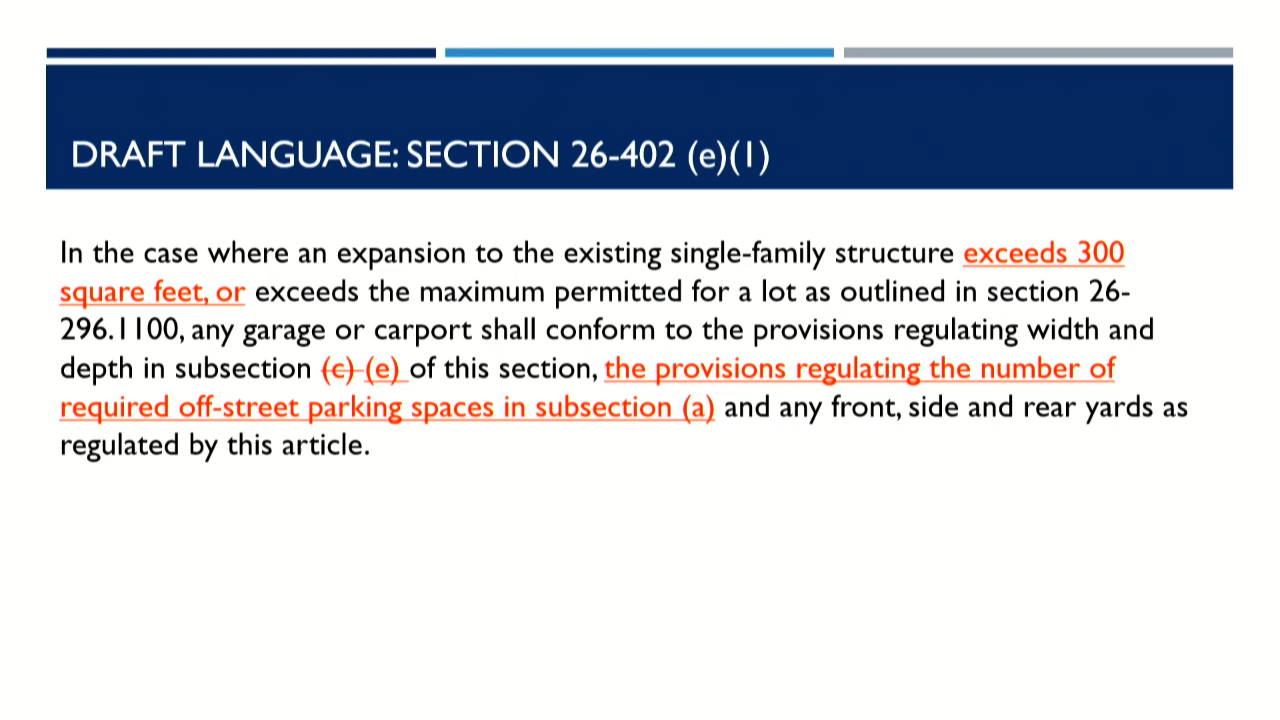 DRAFT LANGUAGE: SECTION 26-402 (e)(1)
In the case where an expansion to the existing single-family structure exceeds 300
square feet, or exceeds the maximum permitted for a lot as outlined in section 26-
296.1100, any garage or carport shall conform to the provisions regulating width and
depth in subsection (c) (e) of this section, the provisions regulating the number of
required off-street parking spaces in subsection (a) and any front, side and rear yards as
regulated by this article.